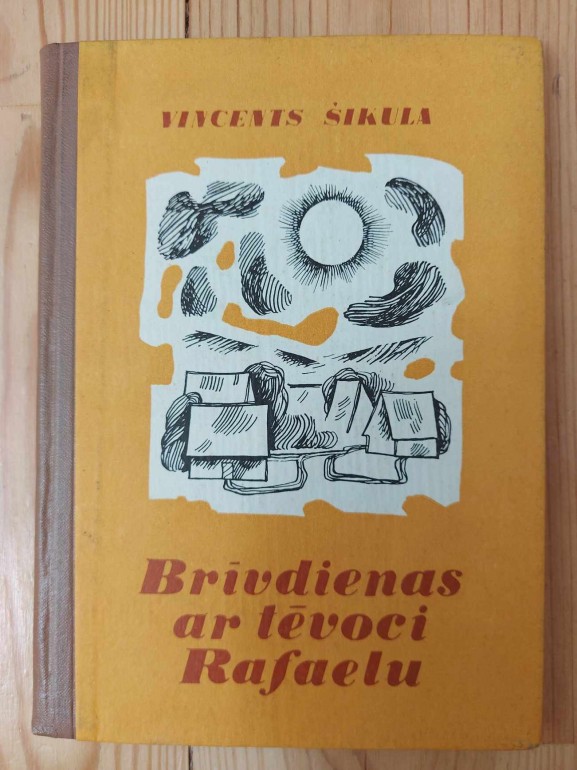 VINCENTS ŠIKULA
Brīvdienas
ar tēvoci
Rafaelu